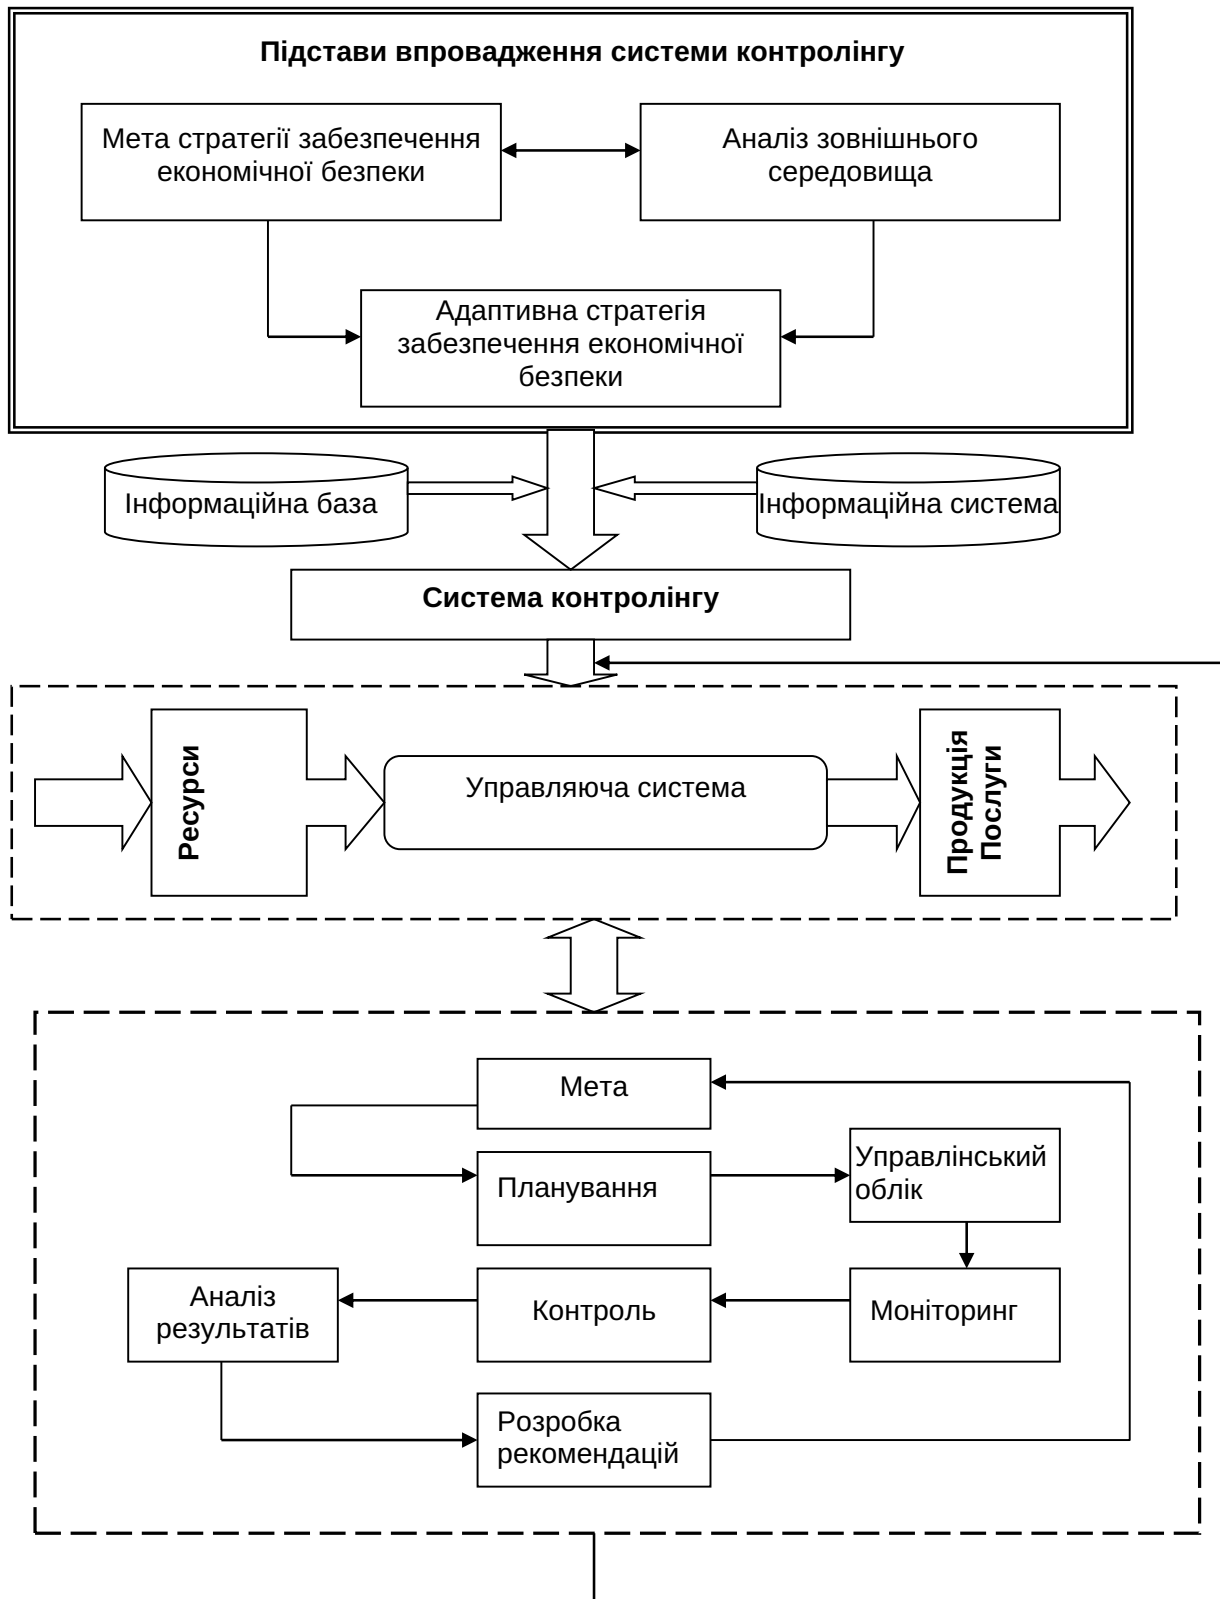 Підстави впровадження системи контролінгу
Мета стратегії забезпечення
економічної безпеки
Аналіз зовнішнього
середовища
Адаптивна стратегія
забезпечення економічної
безпеки
Інформаційна база
Інформаційна система
Система контролінгу
Ресурси
Управляюча система
Продукція
Послуги
Мета
Управлінський
облік
Планування
Аналіз
результатів
Контроль
Моніторинг
Розробка
рекомендацій